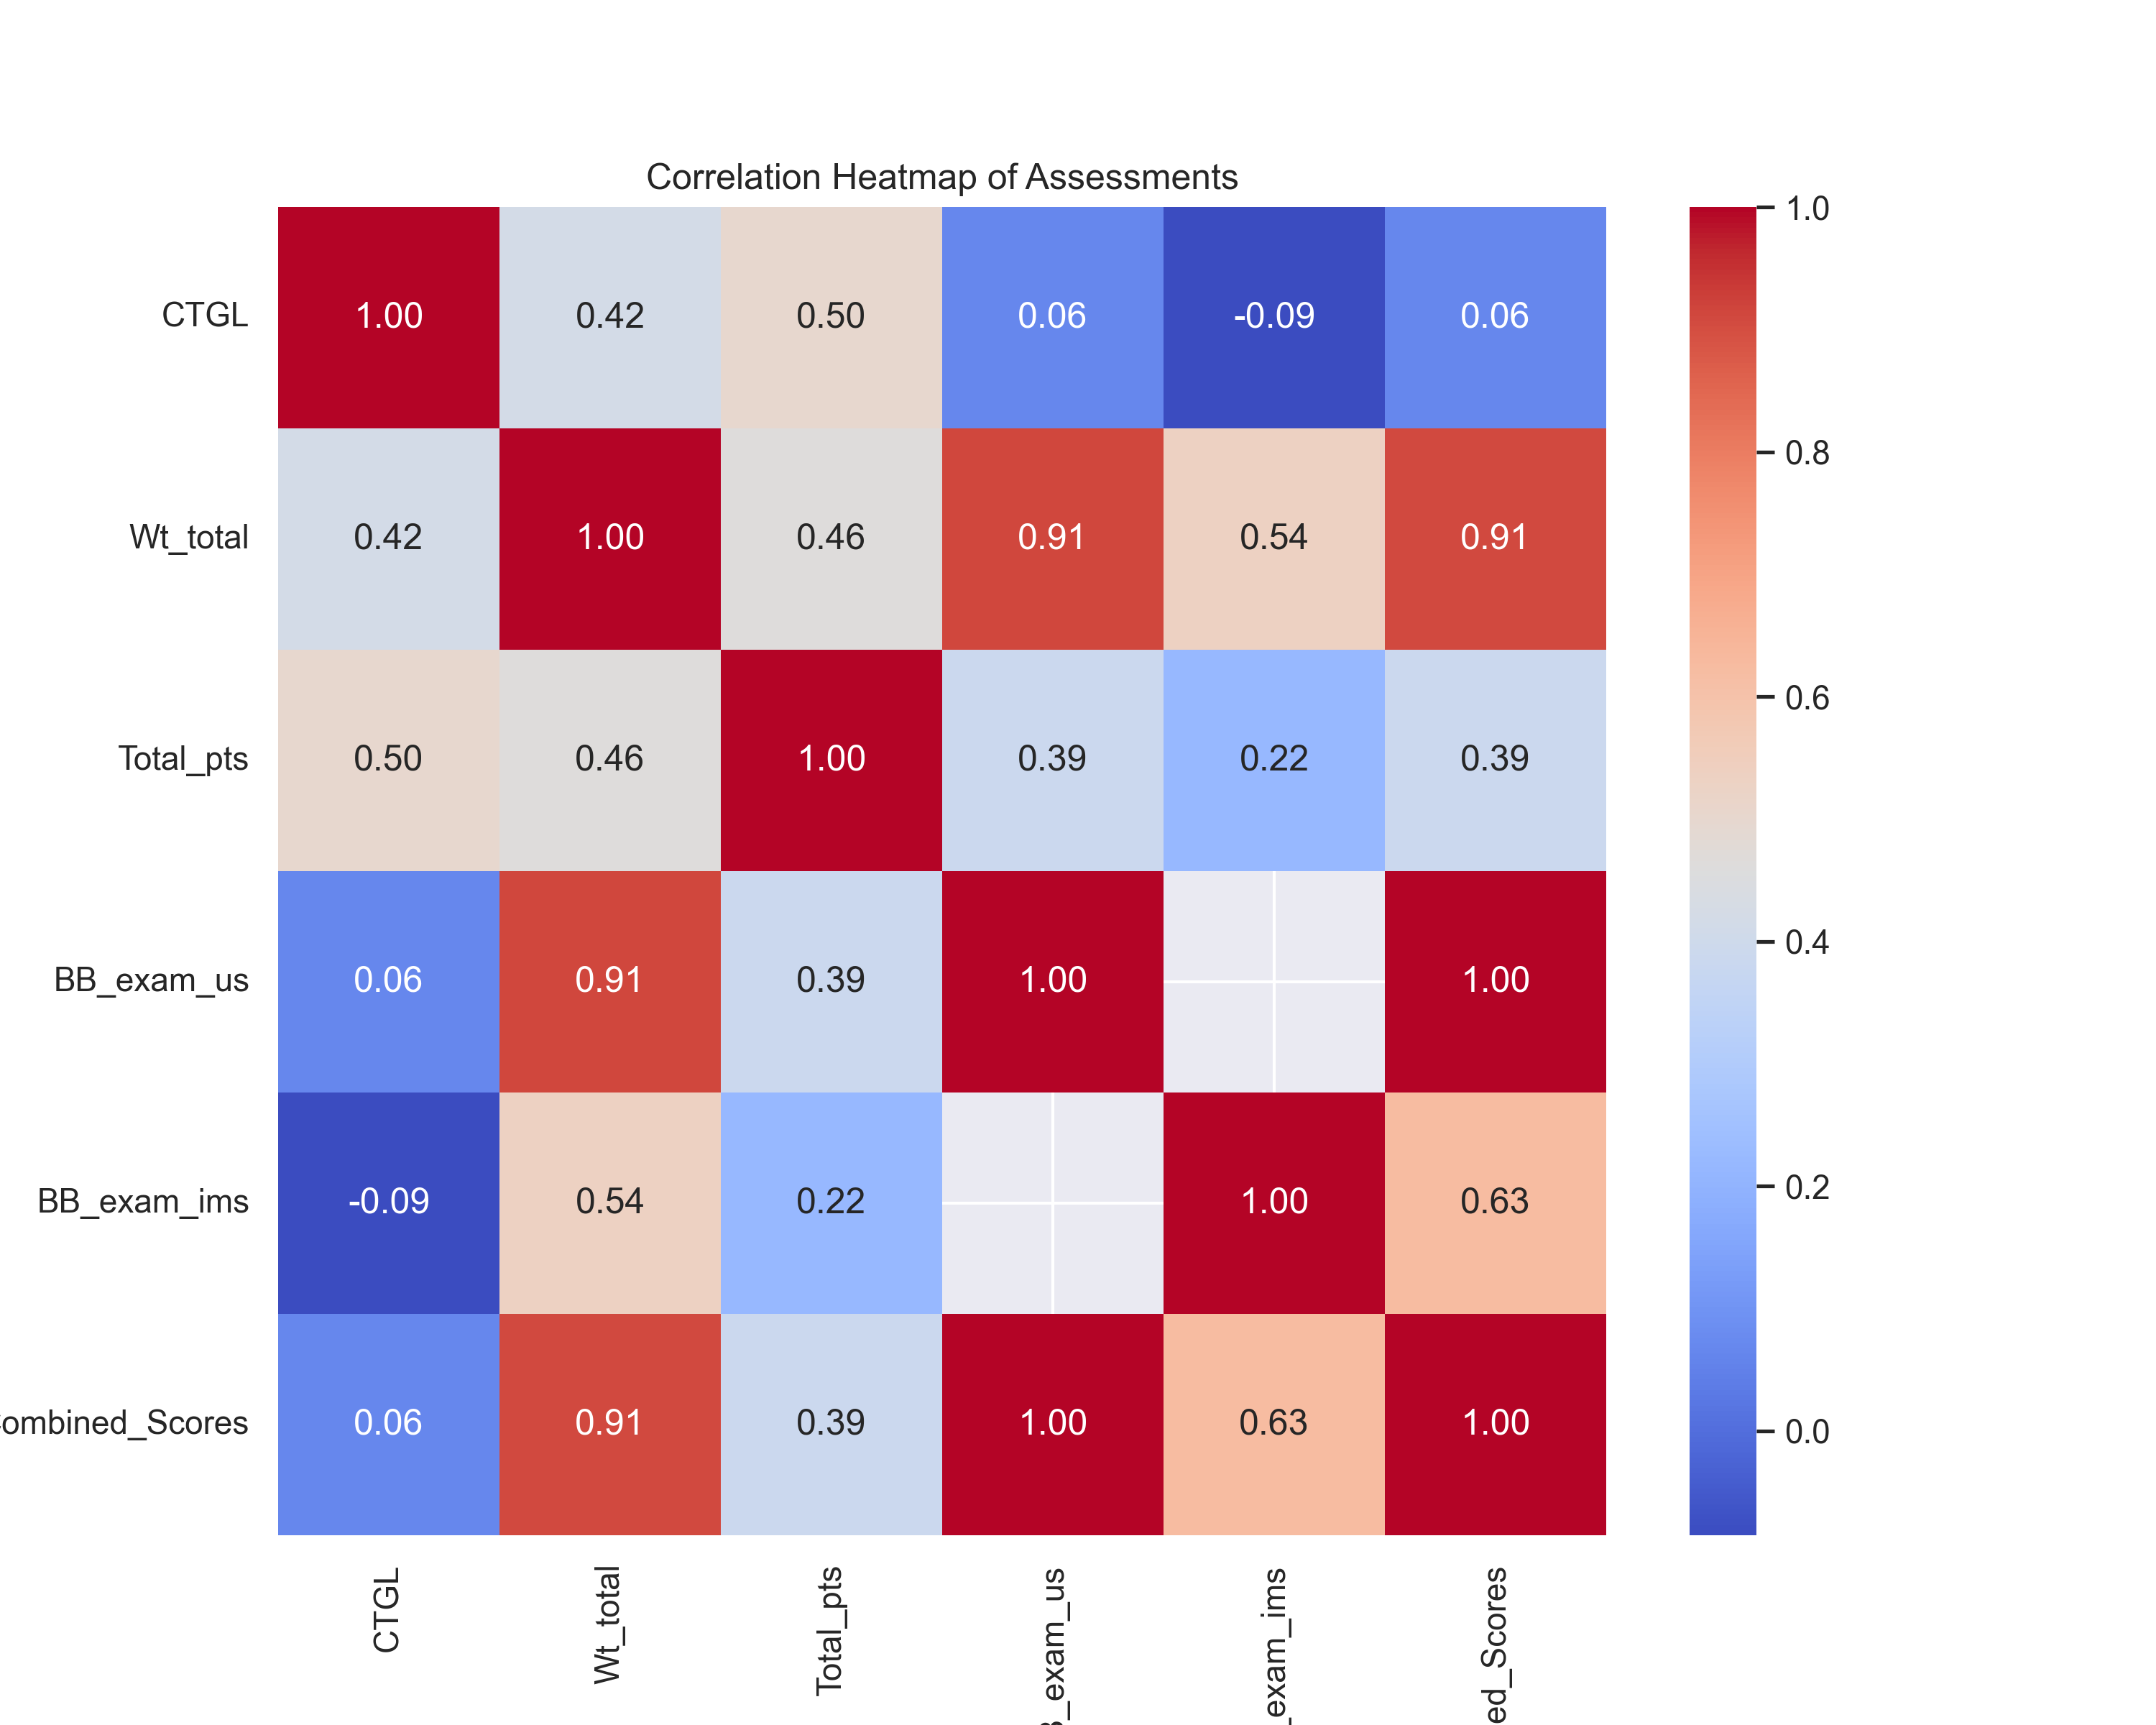 Correlation Heatmap of Assessments
CTGL 1.00 0.42 0.50 0.06 -0.09 0.06
Wt_total 0.42 1.00 0.46 0.91 0.54 0.91
Total_pts 0.50 0.46 1.00 0.39 0.22 0.39
BB_exam_us 0.06 0.91 0.39 1.00 1.00
BB_exam_ims -0.09 0.54 0.22 1.00 0.63
ombined_Scores 0.06 0.91 0.39 1.00 0.63 1.00
CTGL
Wt_total
Total_pts
_exam_us
_exam_ims
ed_Scores
1.0
0.8
0.6
0.4
0.2
0.0